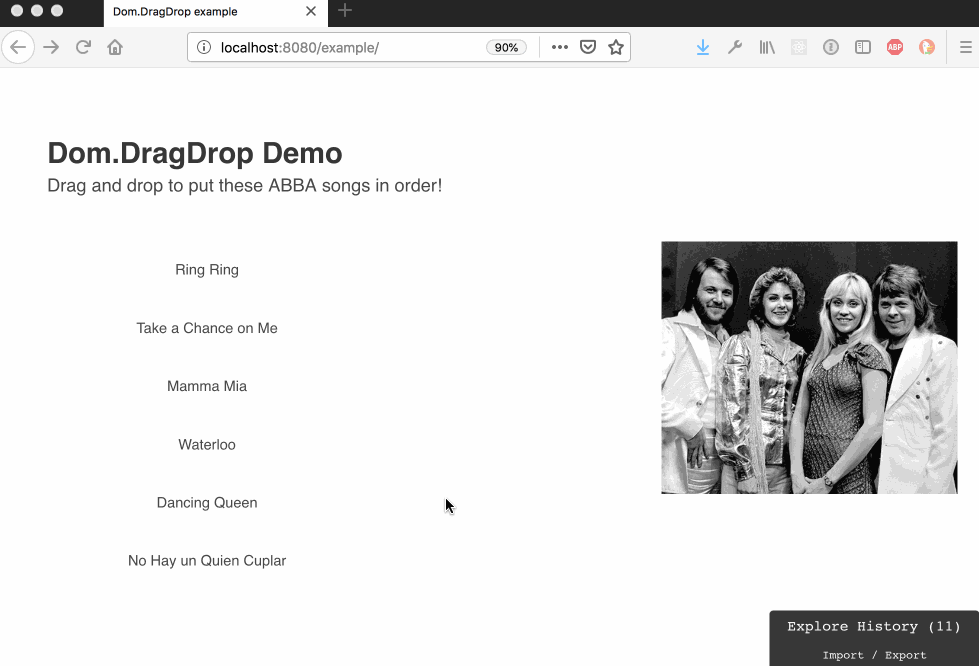 Dom.DragDrop example
localhost:8080/example/
90%
ABP
Dom.DragDrop Demo
Drag and drop to put these ABBA songs in order!
Ring Ring
Take a Chance on Me
Mamma Mia
Waterloo
Dancing Queen
No Hay un Quien Cuplar
Explore History (11)
Import / Export